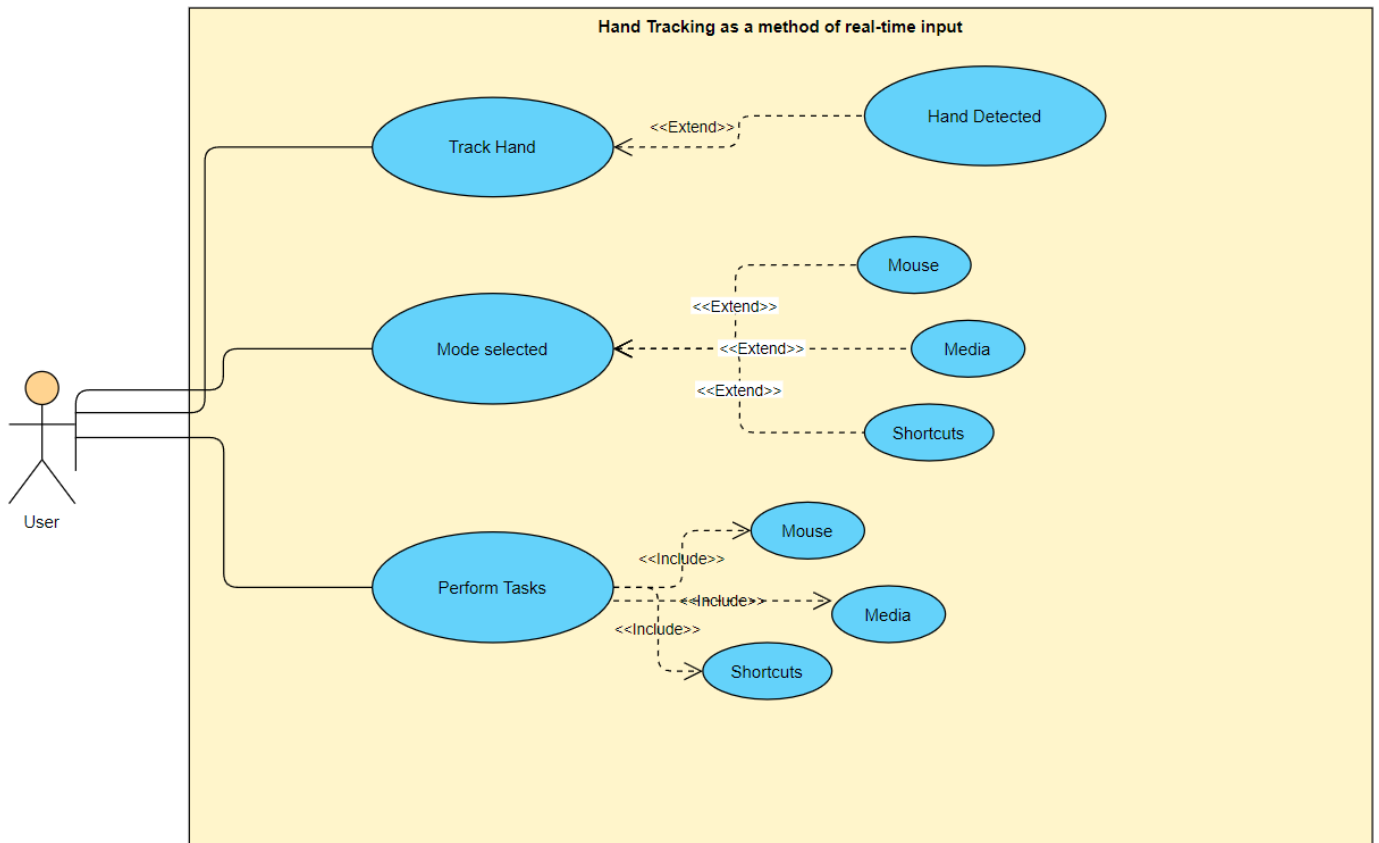 Hand Tracking as a method of real-time input
Track Hand
<<Extend>>
Hand Detected
Mode selected
<<Extend>>
Mouse
<<Extend>>
Media
<<Extend>>
Shortcuts
User
Perform Tasks
<<Include>>
Mouse
<<Include>>
Media
<<Include>>
Shortcuts